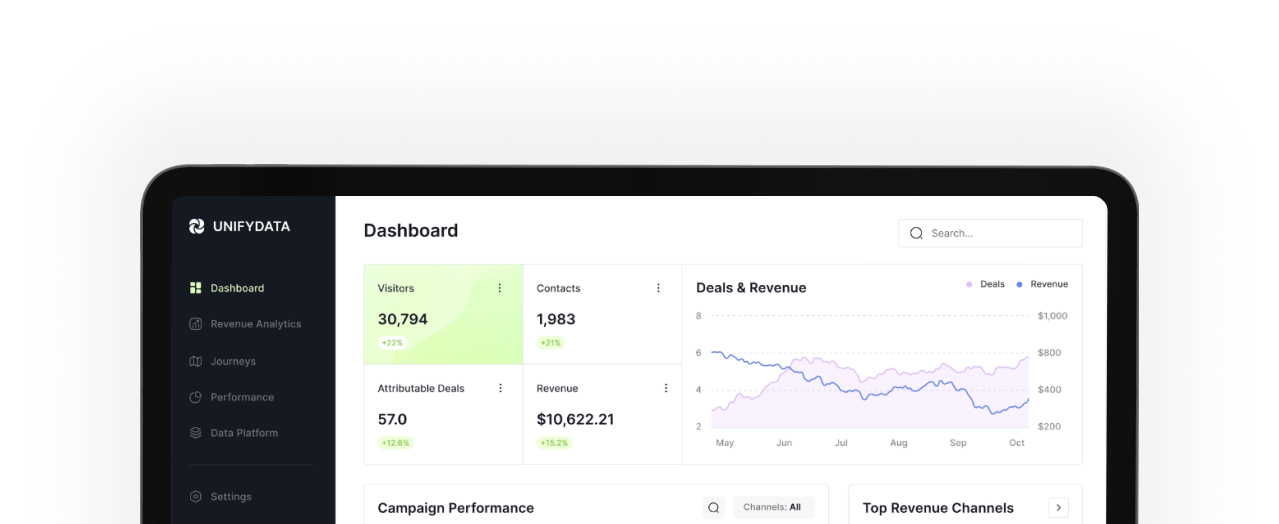 UNIFYDATA
Dashboard
Revenue Analytics
Journeys
Performance
Data Platform
Settings
Dashboard
Search...
Visitors
30,794
+22%
Contacts
1,983
+21%
Attributable Deals
57.0
+12.6%
Revenue
$10,622.21
+15.2%
Deals & Revenue
Deals Revenue
8 $1,000
6 $800
4 $400
2 $200
May Jun Jul Aug Sep Oct
Campaign Performance
Channels: All
Top Revenue Channels